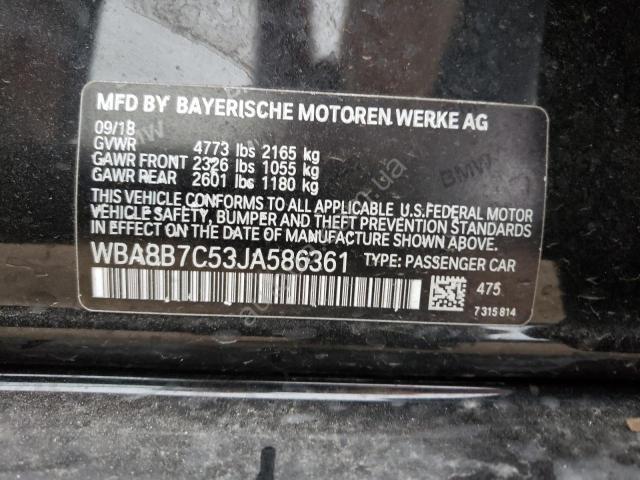 MFD BY BAYERISCHE MOTOREN WERKE AG
09/18
GVWR 4773 lbs 2165 kg
GAWR FRONT 2326 lbs 1055 kg
GAWR REAR 2601 lbs 1180 kg
THIS VEHICLE CONFORMS TO ALL APPLICABLE U.S.FEDERAL MOTOR
VEHICLE SAFETY, BUMPER AND THEFT PREVENTION STANDARDS
IN EFFECT ON THE DATE OF MANUFACTURE SHOWN ABOVE.
WBA8B7C53JA586361 TYPE: PASSENGER CAR
475
7315814
BMW